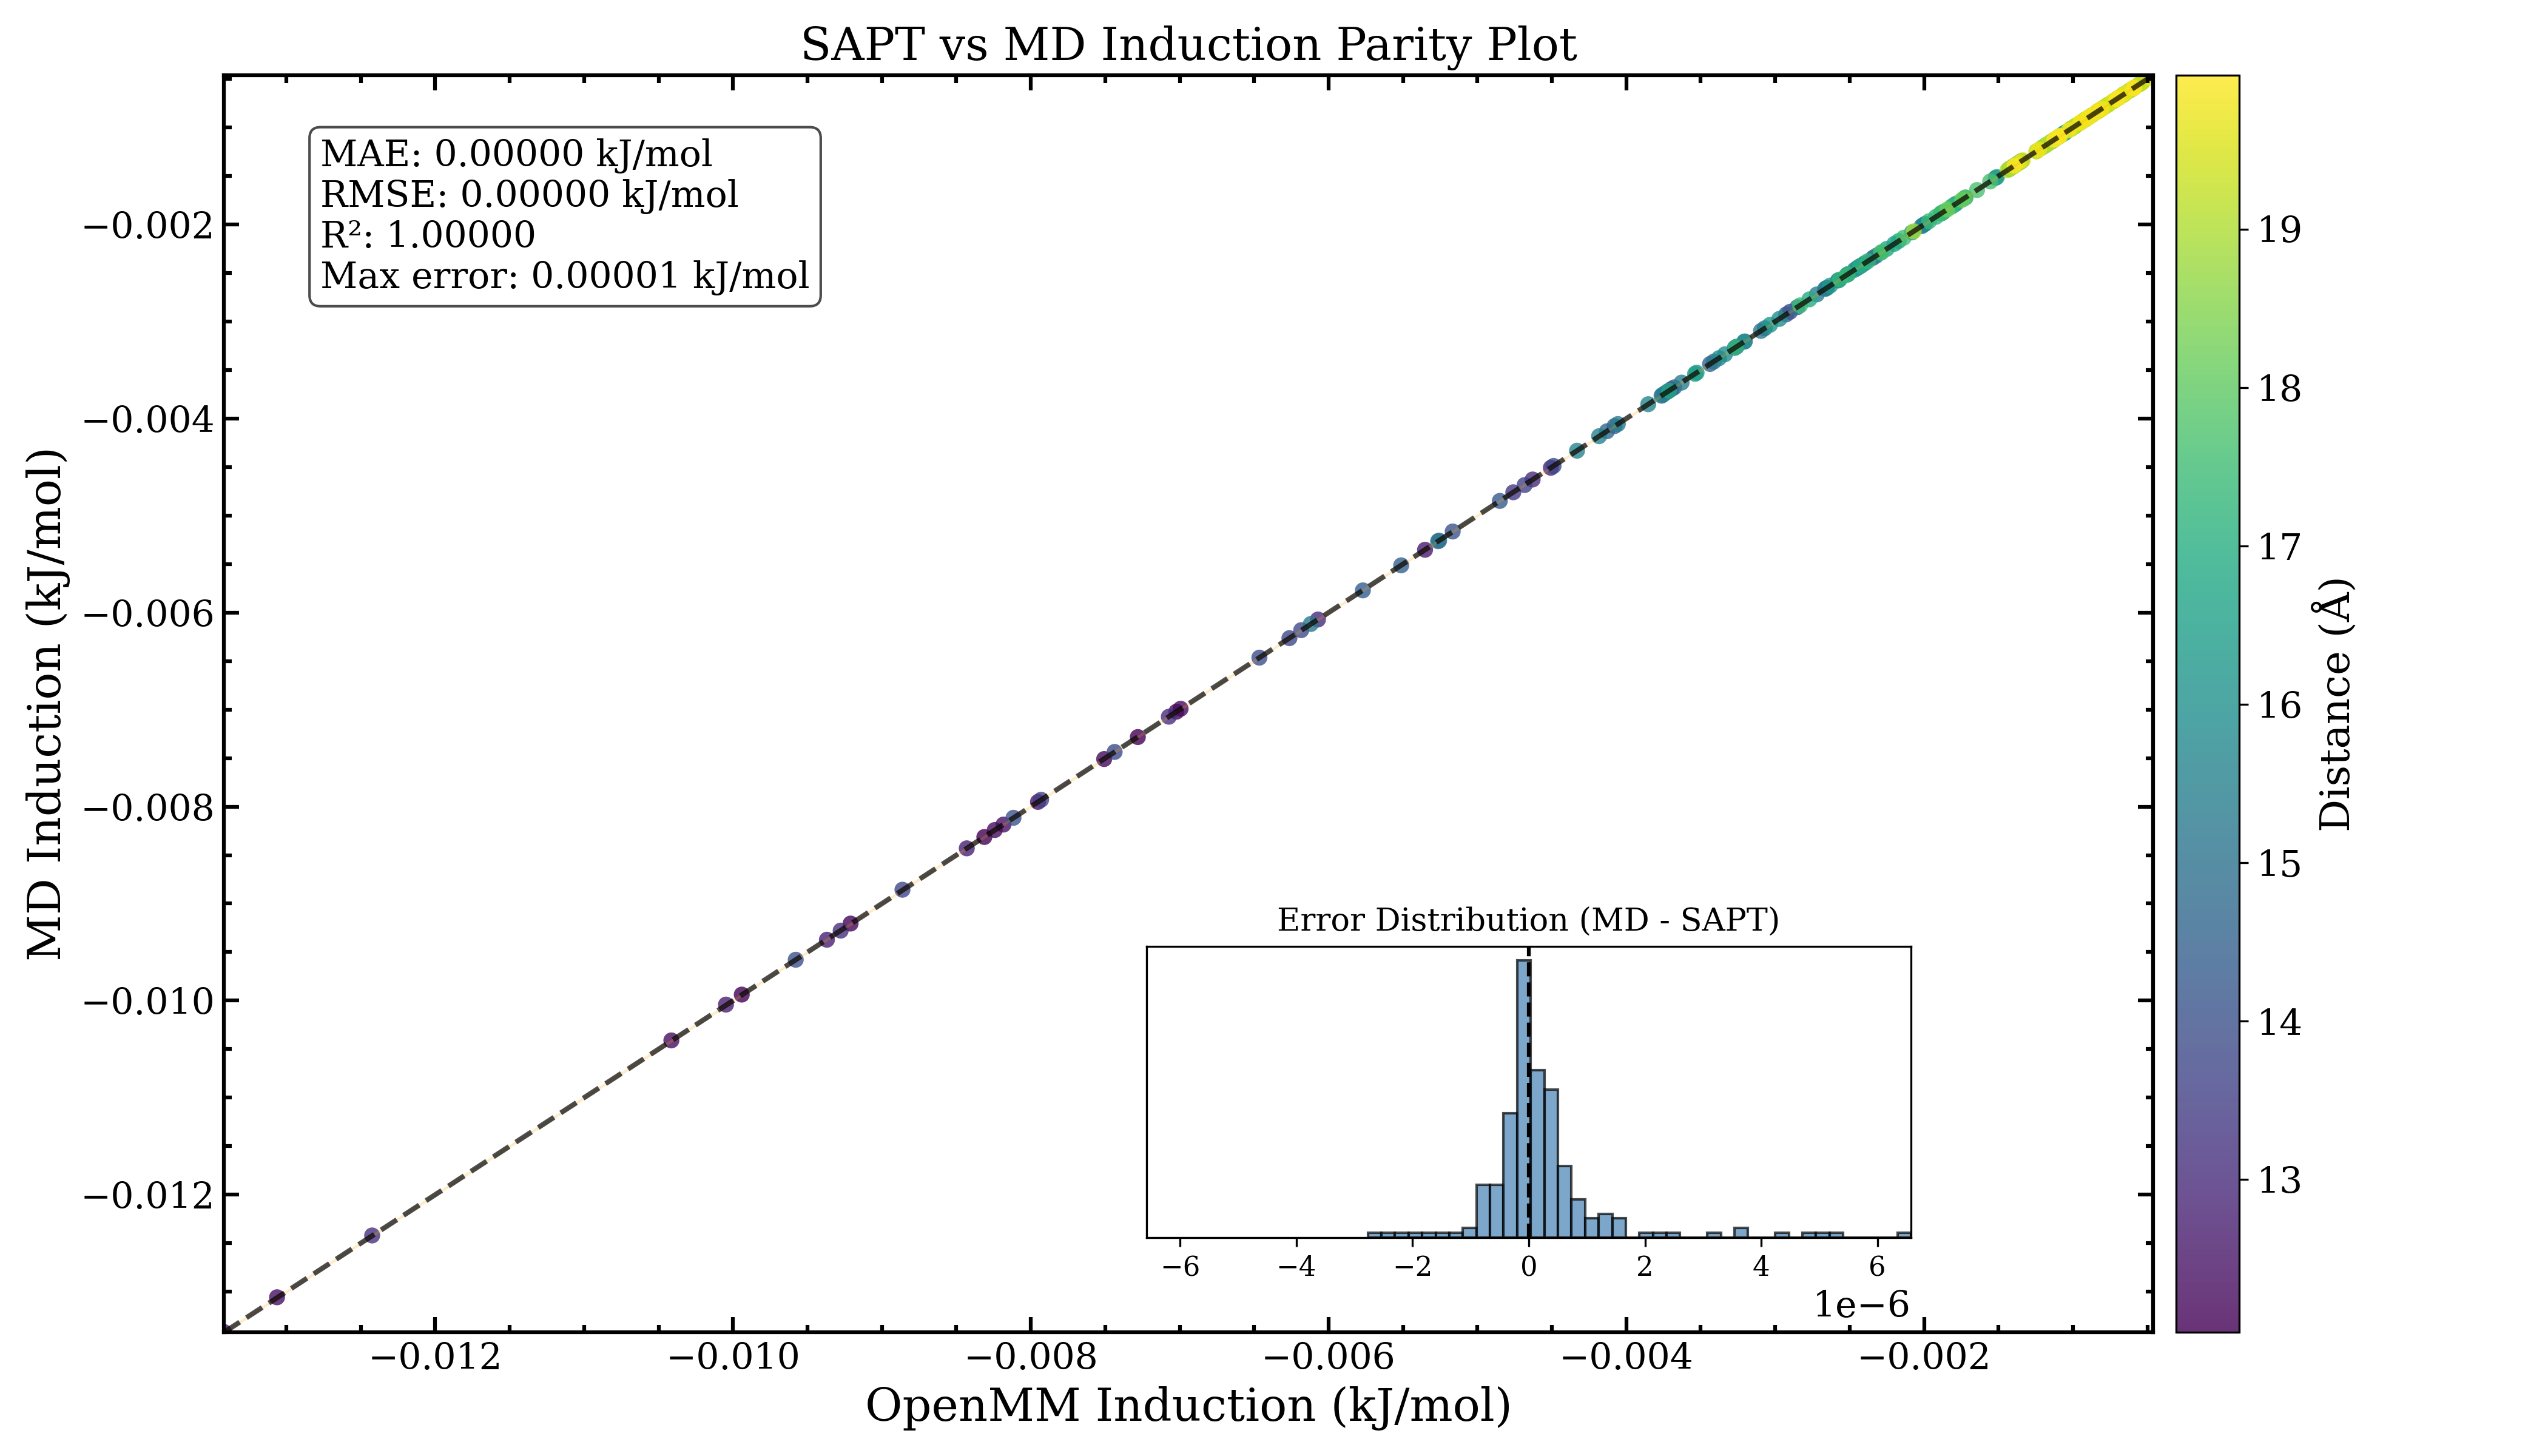 SAPT vs MD Induction Parity Plot
MAE: 0.00000 kJ/mol
RMSE: 0.00000 kJ/mol
R²: 1.00000
Max error: 0.00001 kJ/mol
MD Induction (kJ/mol)
−0.002
−0.004
−0.006
−0.008
−0.010
−0.012
Error Distribution (MD - SAPT)
−6 −4 −2 0 2 4 6
1e−6
−0.012 −0.010 −0.008 −0.006 −0.004 −0.002
OpenMM Induction (kJ/mol)
19
18
17
16
15
14
13
Distance (Å)